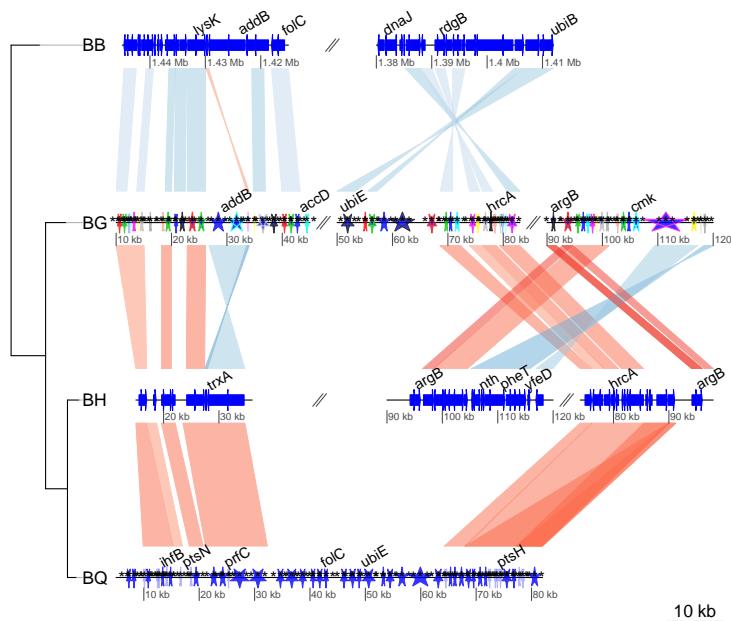 BB lysK addB folC // dnaJ rdgB ubiB
1.44 Mb 1.43 Mb 1.42 Mb 1.38 Mb 1.39 Mb 1.4 Mb 1.41 Mb
BG addB accD // ubiE hrcA // argB cmk
10 kb 20 kb 30 kb 40 kb 50 kb 60 kb 70 kb 80 kb 90 kb 100 kb 110 kb 120
BH trxA // argB nth pheT yfeD // hrcA argB
20 kb 30 kb 90 kb 100 kb 110 kb 120 kb 80 kb 90 kb
BQ ihfB ptsN prfC folC ubiE ptsH
10 kb 20 kb 30 kb 40 kb 50 kb 60 kb 70 kb 80 kb
10 kb